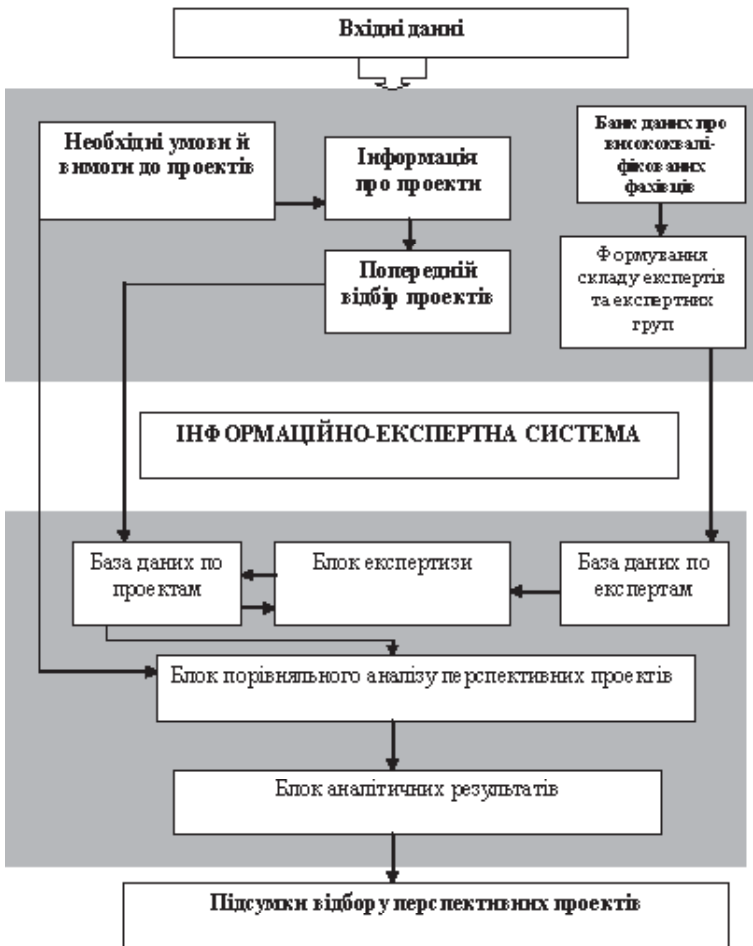 Вхідні данні
Необхідні умови й
вимоги до проектів
Інформація
про проекти
Банк даних про
висококвалі-
фікованих
фахівців
Попередній
відбір проектів
Формування
складу експертів
та експертних
груп
ІНФОРМАЦІЙНО-ЕКСПЕРТНА СИСТЕМА
База даних по
проектам
Блок експертизи
База даних по
експертам
Блок порівняльного аналізу перспективних проектів
Блок аналітичних результатів
Підсумки відбору перспективних проектів